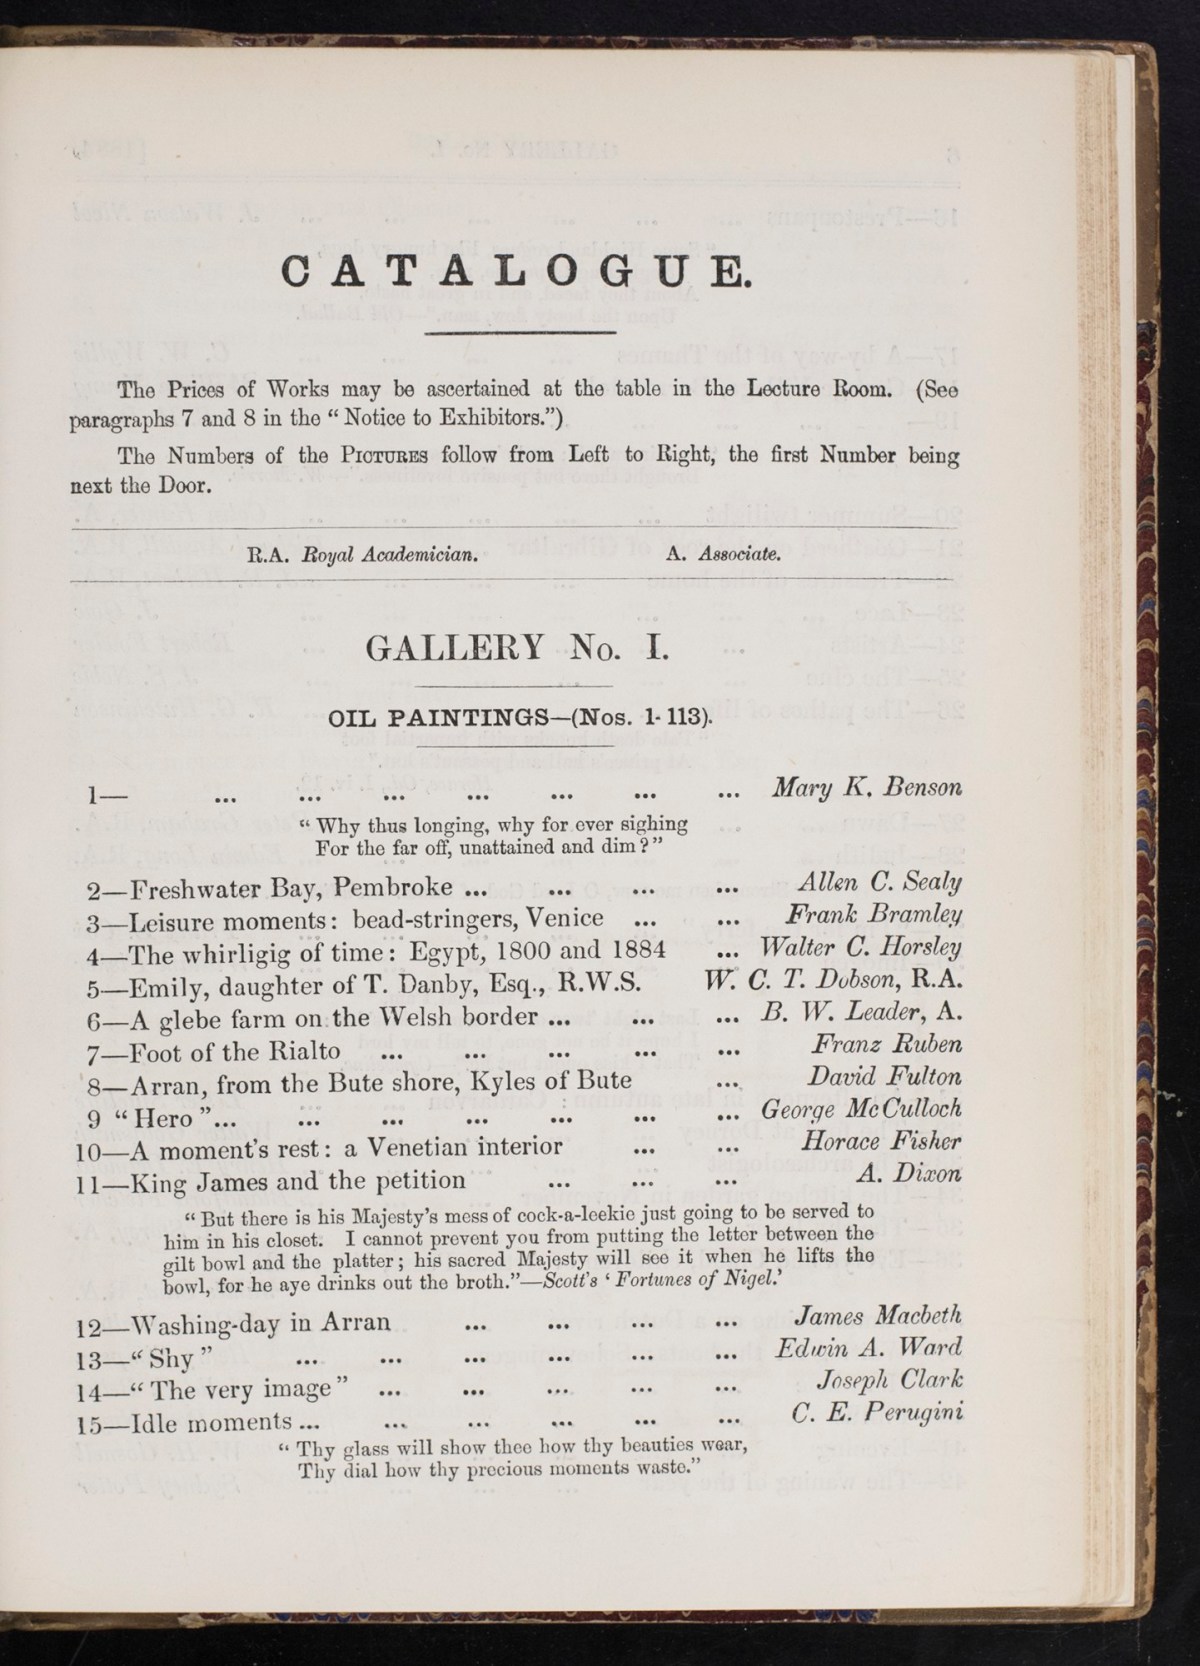 CATALOGUE.
The Prices of Works may be ascertained at the table in the Lecture Room. (See
paragraphs 7 and 8 in the “Notice to Exhibitors.”)
The Numbers of the PICTURES follow from Left to Right, the first Number being
next the Door.
R.A. Royal Academician. A. Associate.
GALLERY No. I.
OIL PAINTINGS—(Nos. 1-113).
1— ... ... ... ... ... ... ... Mary K. Benson
“Why thus longing, why for ever sighing
For the far off, unattained and dim?”
2—Freshwater Bay, Pembroke ... ... ... ... Allen C. Sealy
3—Leisure moments: bead-stringers, Venice ... ... Frank Bramley
4—The whirligig of time: Egypt, 1800 and 1884 ... Walter C. Horsley
5—Emily, daughter of T. Danby, Esq., R.W.S. W. C. T. Dobson, R.A.
6—A glebe farm on the Welsh border ... ... ... B. W. Leader, A.
7—Foot of the Rialto ... ... ... ... ... Franz Ruben
8—Arran, from the Bute shore, Kyles of Bute ... David Fulton
9 “Hero”... ... ... ... ... ... ... George McCulloch
10—A moment's rest: a Venetian interior ... ... Horace Fisher
11—King James and the petition ... ... ... A. Dixon
“But there is his Majesty's mess of cock-a-leekie just going to be served to
him in his closet. I cannot prevent you from putting the letter between the
gilt bowl and the platter; his sacred Majesty will see it when he lifts the
bowl, for he aye drinks out the broth.”—Scott's ‘Fortunes of Nigel.’
12—Washing-day in Arran ... ... ... ... James Macbeth
13—“Shy” ... ... ... ... ... ... Edwin A. Ward
14—“The very image” ... ... ... ... ... Joseph Clark
15—Idle moments ... ... ... ... ... ... C. E. Perugini
“Thy glass will show thee how thy beauties wear,
Thy dial how thy precious moments waste.”